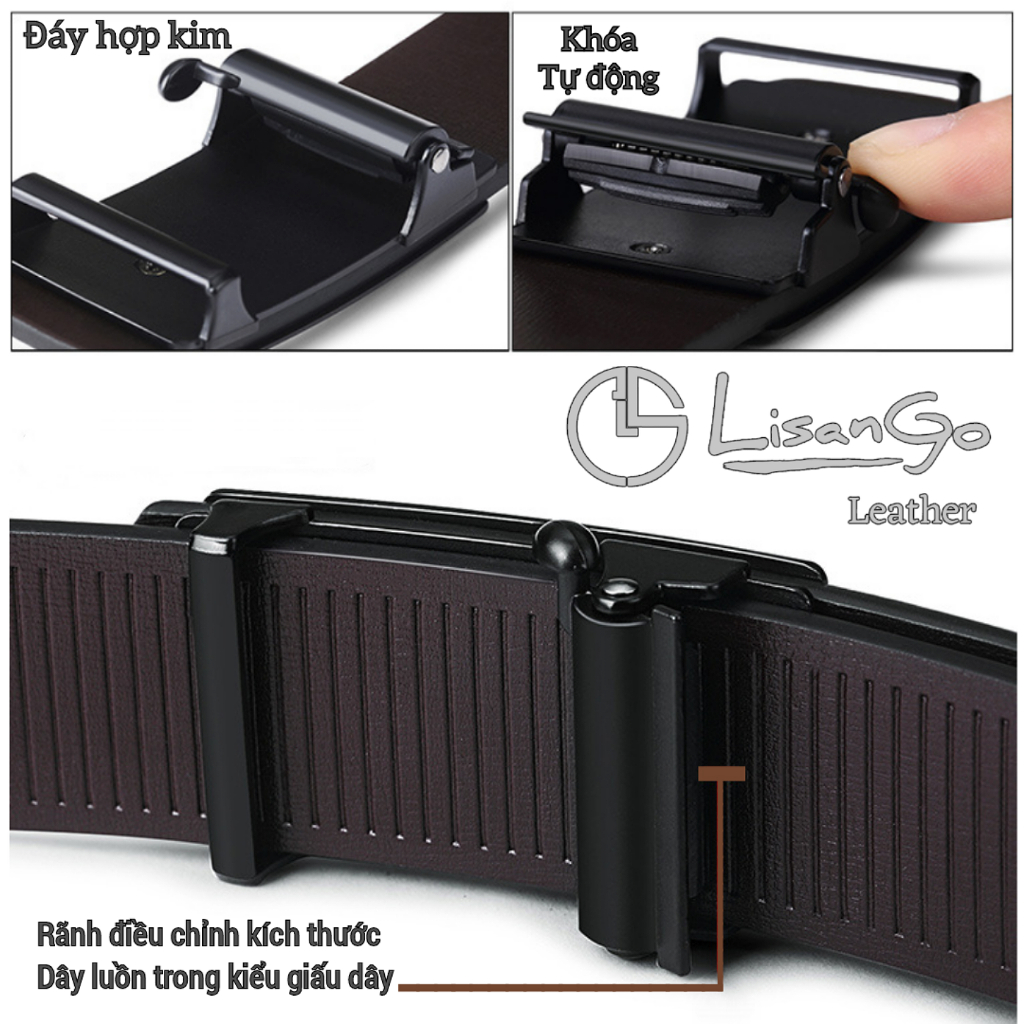 Đáy hợp kim
Khóa
Tự động
LisanGo
Leather
Rãnh điều chỉnh kích thước
Dây luồn trong kiểu giấu dây